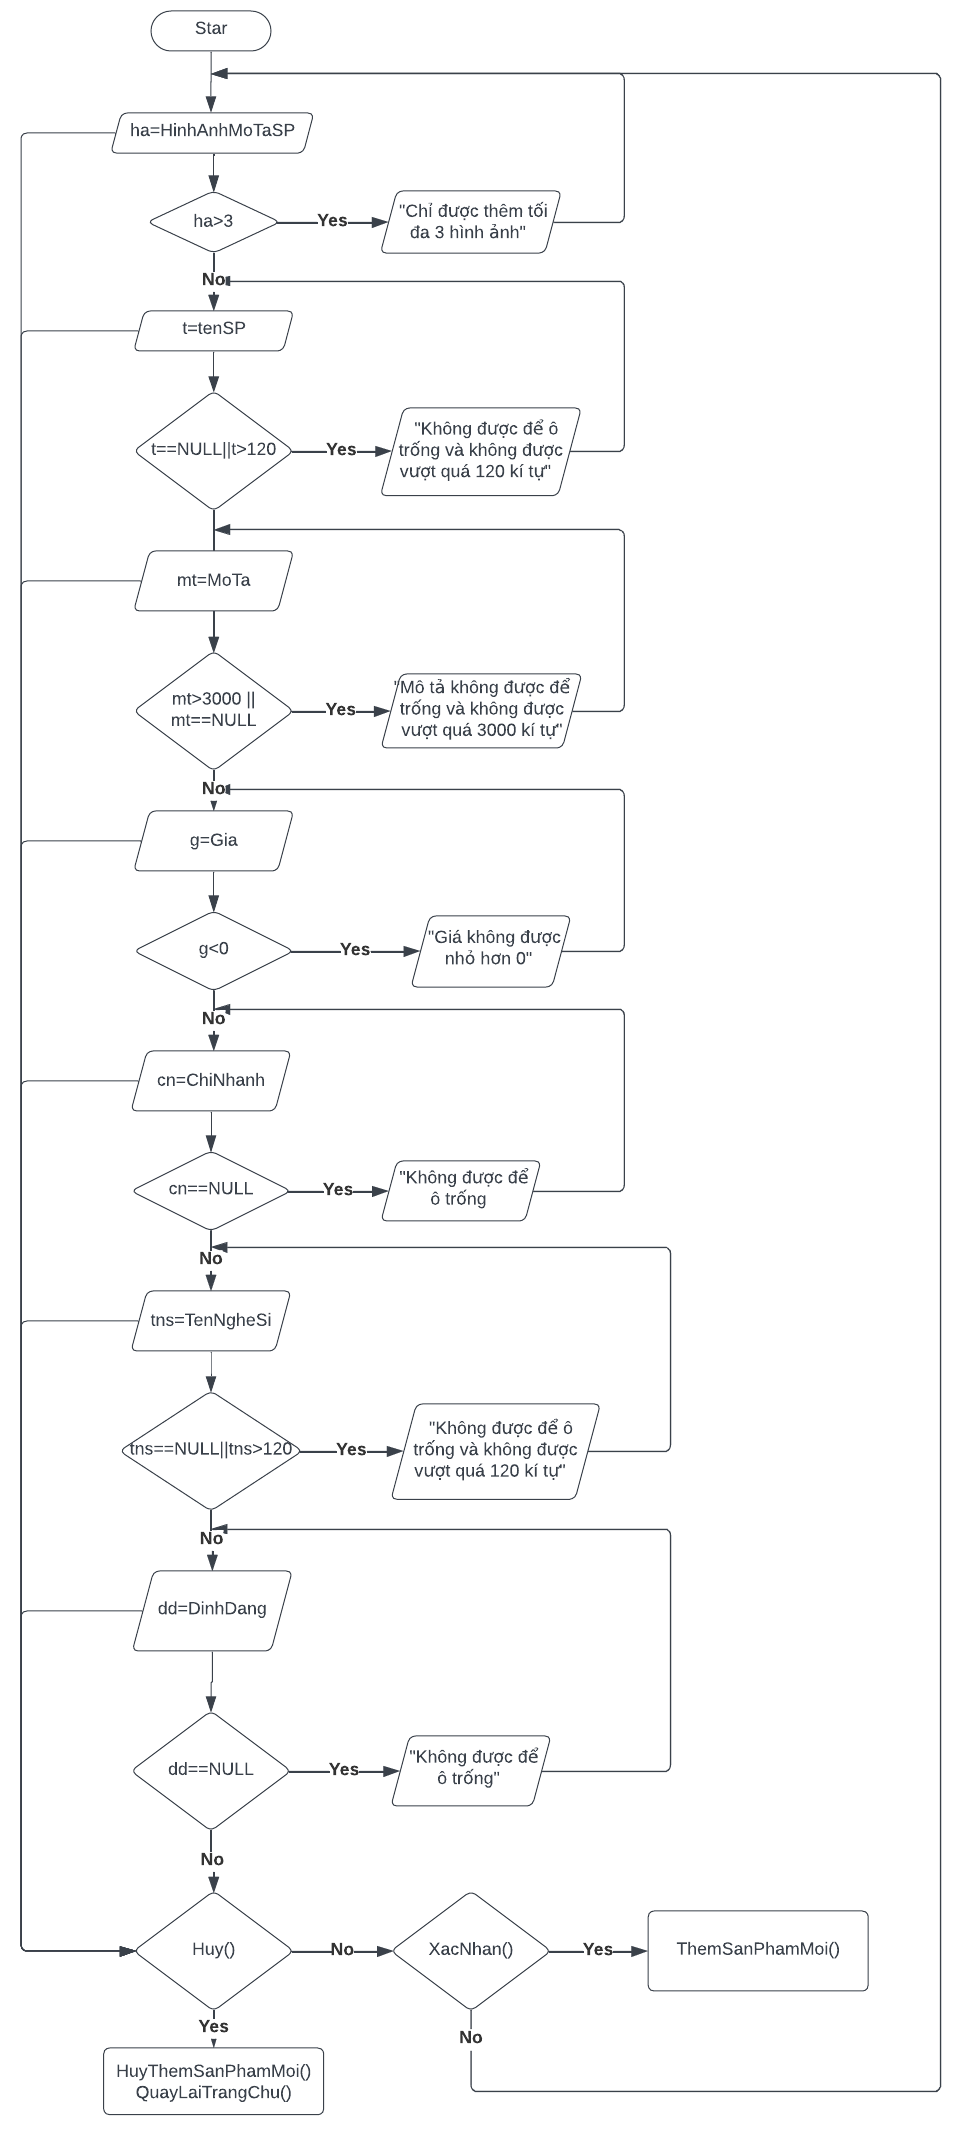 Star
ha=HinhAnhMoTaSP
ha>3
Yes
"Chỉ được thêm tối
đa 3 hình ảnh"
No
t=tenSP
t==NULL||t>120
Yes
"Không được để ô
trống và không được
vượt quá 120 kí tự"
mt=MoTa
mt>3000 ||
mt==NULL
Yes
"Mô tả không được để
trống và không được
vượt quá 3000 kí tự"
No
g=Gia
g<0
Yes
"Giá không được
nhỏ hơn 0"
No
cn=ChiNhanh
cn==NULL
Yes
"Không được để
ô trống
No
tns=TenNgheSi
tns==NULL||tns>120
Yes
"Không được để ô
trống và không được
vượt quá 120 kí tự"
No
dd=DinhDang
dd==NULL
Yes
"Không được để
ô trống"
No
Huy()
No
XacNhan()
Yes
ThemSanPhamMoi()
Yes
No
HuyThemSanPhamMoi()
QuayLaiTrangChu()